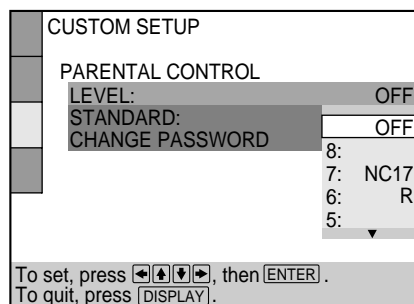 CUSTOM SETUP
PARENTAL CONTROL
LEVEL: OFF
STANDARD:
OFF
CHANGE PASSWORD
8:
7: NC17
6: R
5:
To set, press ←↑↓→, then ENTER.
To quit, press DISPLAY.